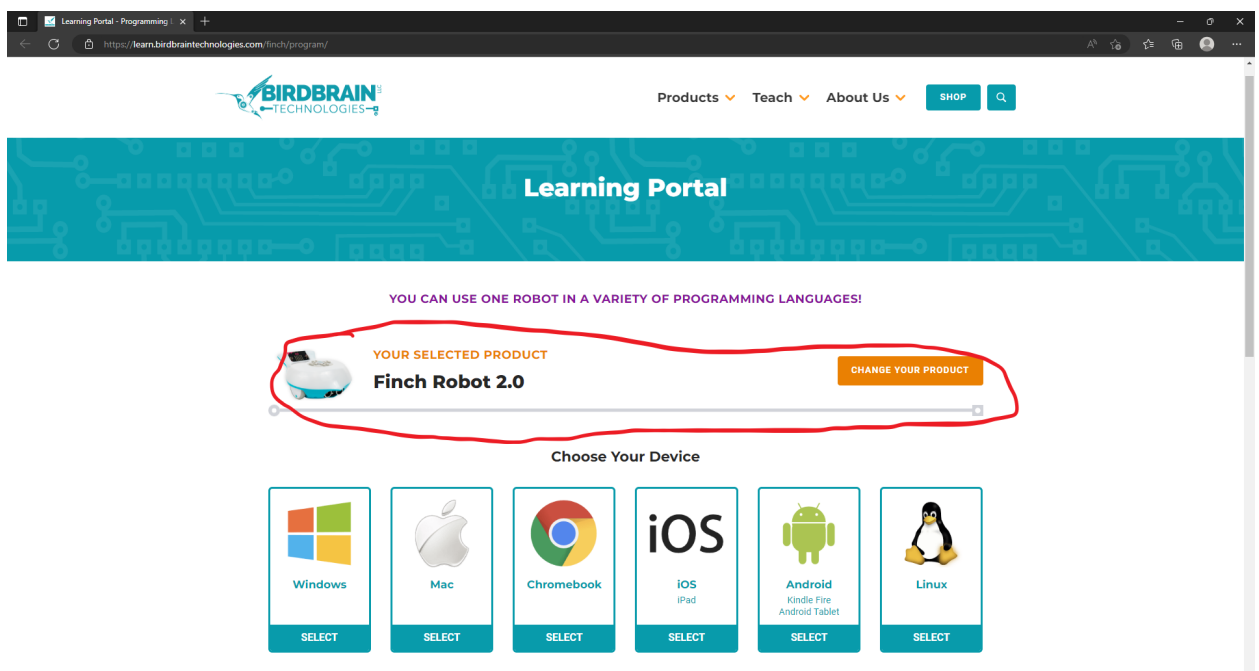 Learning Portal - Programming L
https://learn.birdbraintechnologies.com/finch/program/
BIRDBRAIN LLC
TECHNOLOGIES
Products Teach About Us SHOP
Learning Portal
YOU CAN USE ONE ROBOT IN A VARIETY OF PROGRAMMING LANGUAGES!
YOUR SELECTED PRODUCT
Finch Robot 2.0
CHANGE YOUR PRODUCT
Choose Your Device
iOS
Windows Mac Chromebook iOS Android Linux
iPad Kindle Fire
Android Tablet
SELECT SELECT SELECT SELECT SELECT SELECT